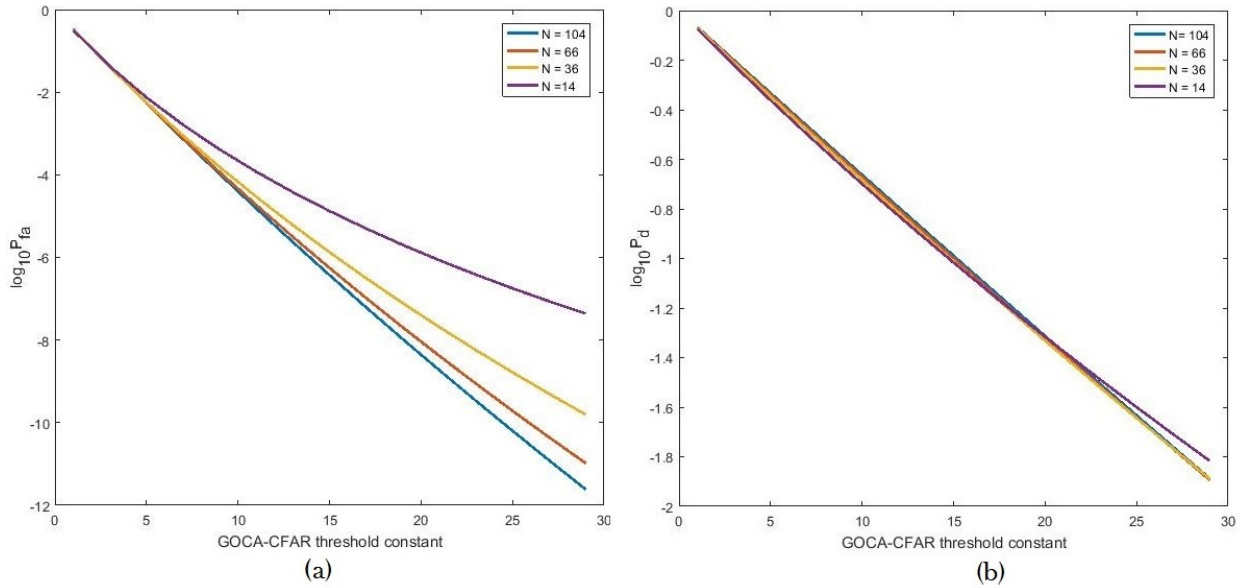 0
-2
-4
-6
-8
-10
-12
log10Pfa
0
5
10
15
20
25
30
GOCA-CFAR threshold constant
N = 104
N = 66
N = 36
N =14
(a)
0
-0.2
-0.4
-0.6
-0.8
-1
-1.2
-1.4
-1.6
-1.8
-2
log10Pd
0
5
10
15
20
25
30
GOCA-CFAR threshold constant
N= 104
N = 66
N = 36
N = 14
(b)